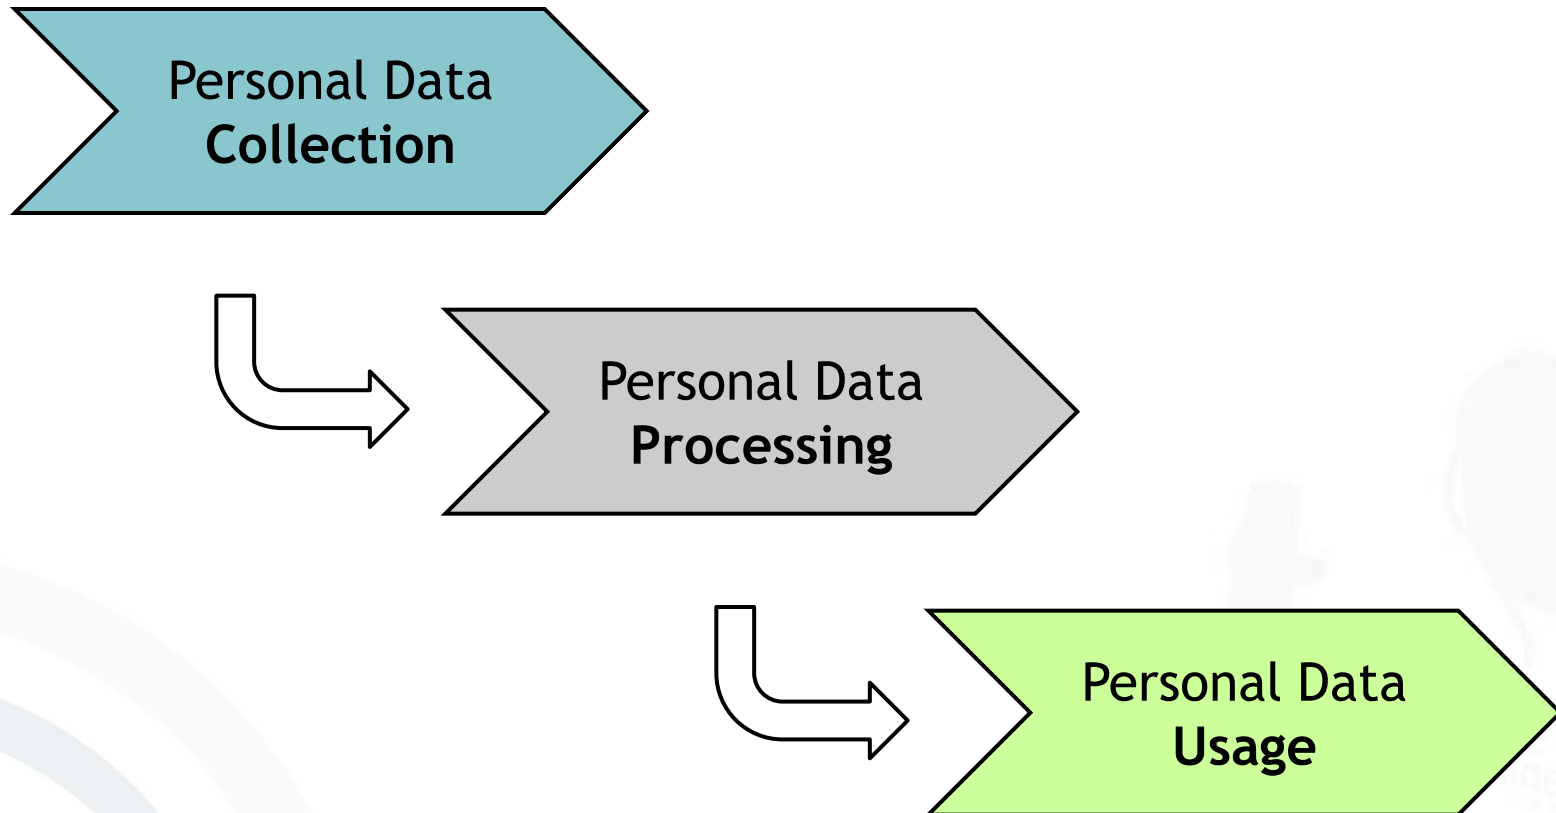 Personal Data
Collection
Personal Data
Processing
Personal Data
Usage